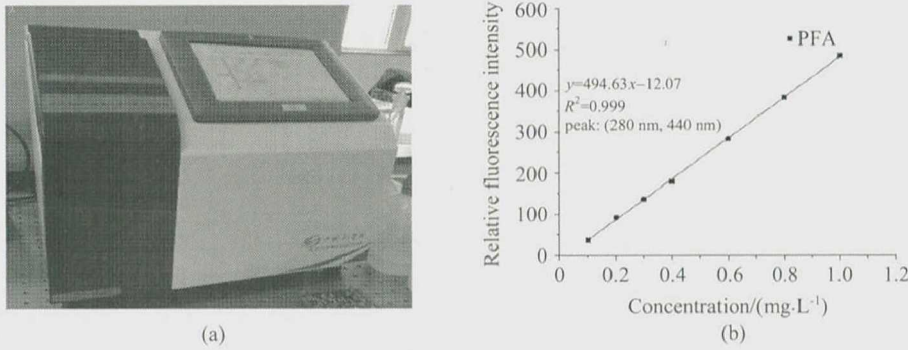 Relative fluorescence intensity
600
500
400
300
200
100
0
PFA
y=494.63x–12.07
R²=0.999
peak: (280 nm, 440 nm)
0
0.2
0.4
0.6
0.8
1.0
1.2
Concentration/(mg·L⁻¹)
(a)
(b)